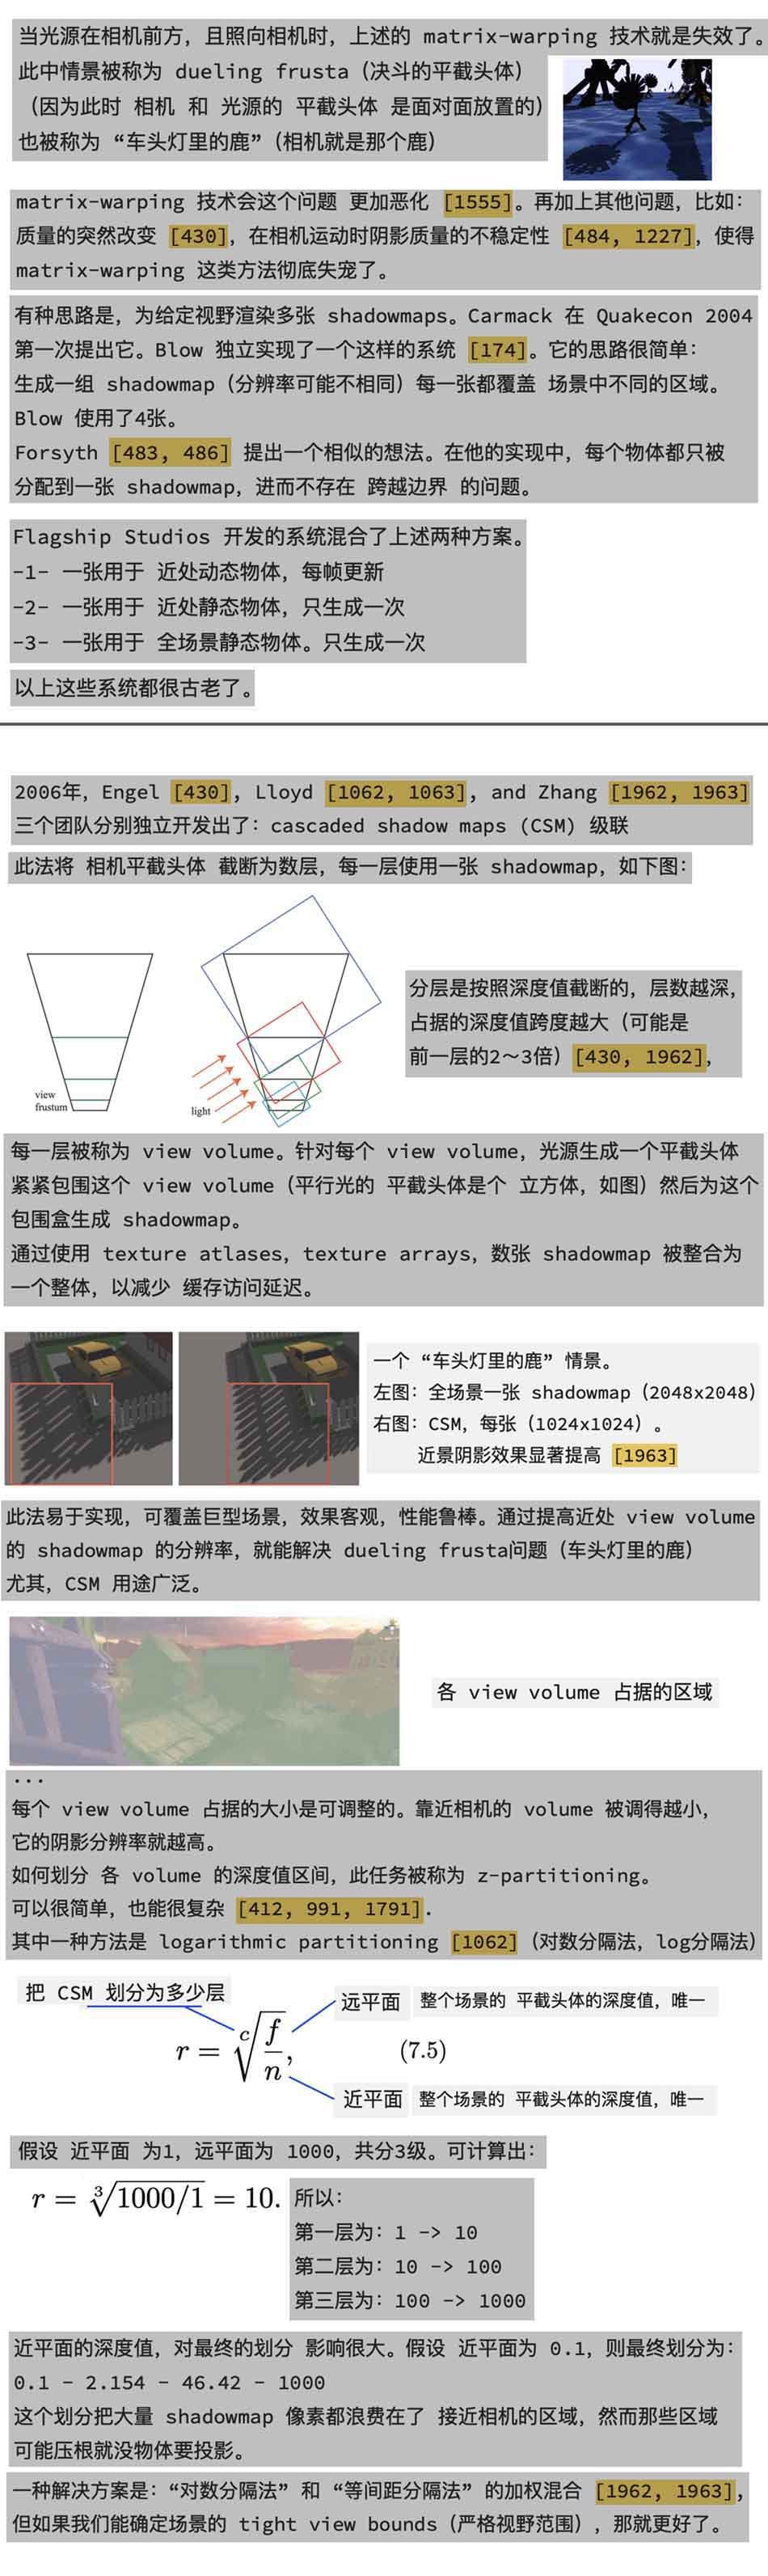 当光源在相机前方，且照向相机时，上述的 matrix-warping 技术就是失效了。
此中情景被称为 dueling frusta（决斗的平截头体）
（因为此时 相机 和 光源的 平截头体 是面对面放置的）
也被称为 “车头灯里的鹿”（相机就是那个鹿）
matrix-warping 技术会这个问题 更加恶化 [1555]。再加上其他问题，比如：
质量的突然改变 [430]，在相机运动时阴影质量的不稳定性 [484, 1227]，使得
matrix-warping 这类方法彻底失宠了。
有种思路是，为给定视野渲染多张 shadowmaps。Carmack 在 Quakecon 2004
第一次提出它。Blow 独立实现了一个这样的系统 [174]。它的思路很简单：
生成一组 shadowmap（分辨率可能不相同）每一张都覆盖 场景中不同的区域。
Blow 使用了4张。
Forsyth [483, 486] 提出一个相似的想法。在他的实现中，每个物体都只被
分配到一张 shadowmap，进而不存在 跨越边界 的问题。
Flagship Studios 开发的系统混合了上述两种方案。
-1- 一张用于 近处动态物体，每帧更新
-2- 一张用于 近处静态物体，只生成一次
-3- 一张用于 全场景静态物体。只生成一次
以上这些系统都很古老了。
2006年，Engel [430], Lloyd [1062, 1063], and Zhang [1962, 1963]
三个团队分别独立开发出了：cascaded shadow maps (CSM) 级联
此法将 相机平截头体 截断为数层，每一层使用一张 shadowmap，如下图：
view
frustum
light
分层是按照深度值截断的，层数越深，
占据的深度值跨度越大（可能是
前一层的2～3倍）[430, 1962]，
每一层被称为 view volume。针对每个 view volume，光源生成一个平截头体
紧紧包围这个 view volume（平行光的 平截头体是个 立方体，如图）然后为这个
包围盒生成 shadowmap。
通过使用 texture atlases, texture arrays, 数张 shadowmap 被整合为
一个整体，以减少 缓存访问延迟。
一个 “车头灯里的鹿” 情景。
左图：全场景一张 shadowmap（2048x2048）
右图：CSM，每张（1024x1024）。
近景阴影效果显著提高 [1963]
此法易于实现，可覆盖巨型场景，效果客观，性能鲁棒。通过提高近处 view volume
的 shadowmap 的分辨率，就能解决 dueling frusta问题（车头灯里的鹿）
尤其，CSM 用途广泛。
各 view volume 占据的区域
...
每个 view volume 占据的大小是可调整的。靠近相机的 volume 被调得越小，
它的阴影分辨率就越高。
如何划分 各 volume 的深度值区间，此任务被称为 z-partitioning。
可以很简单，也能很复杂 [412, 991, 1791].
其中一种方法是 logarithmic partitioning [1062]（对数分隔法，log分隔法）
把 CSM 划分为多少层
远平面 整个场景的 平截头体的深度值，唯一
r = \sqrt[c]{\frac{f}{n}}, (7.5)
近平面 整个场景的 平截头体的深度值，唯一
假设 近平面 为1，远平面为 1000，共分3级。可计算出：
r = \sqrt[3]{1000/1} = 10. 所以：
第一层为：1 -> 10
第二层为：10 -> 100
第三层为：100 -> 1000
近平面的深度值，对最终的划分 影响很大。假设 近平面为 0.1，则最终划分为：
0.1 - 2.154 - 46.42 - 1000
这个划分把大量 shadowmap 像素都浪费在了 接近相机的区域，然而那些区域
可能压根就没物体要投影。
一种解决方案是：“对数分隔法” 和 “等间距分隔法” 的加权混合 [1962, 1963]，
但如果我们能确定场景的 tight view bounds（严格视野范围），那就更好了。